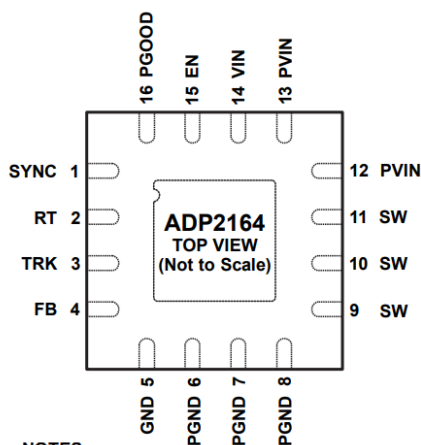 16 PGOOD
15 EN
14 VIN
13 PVIN
SYNC 1
RT 2
TRK 3
FB 4
ADP2164
TOP VIEW
(Not to Scale)
12 PVIN
11 SW
10 SW
9 SW
GND 5
PGND 6
PGND 7
PGND 8
NOTES